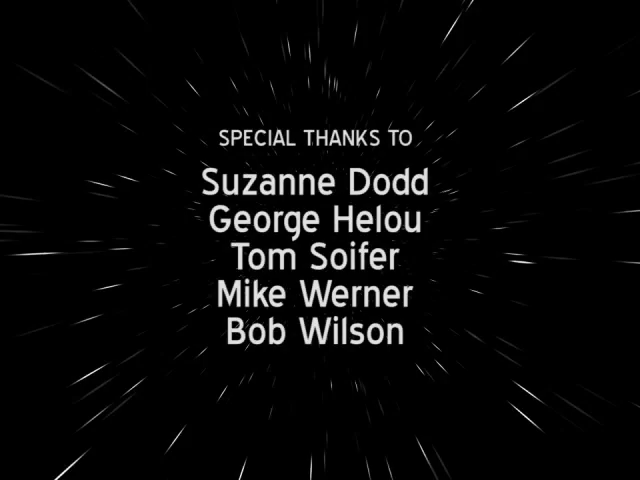 SPECIAL THANKS TO
Suzanne Dodd
George Helou
Tom Soifer
Mike Werner
Bob Wilson